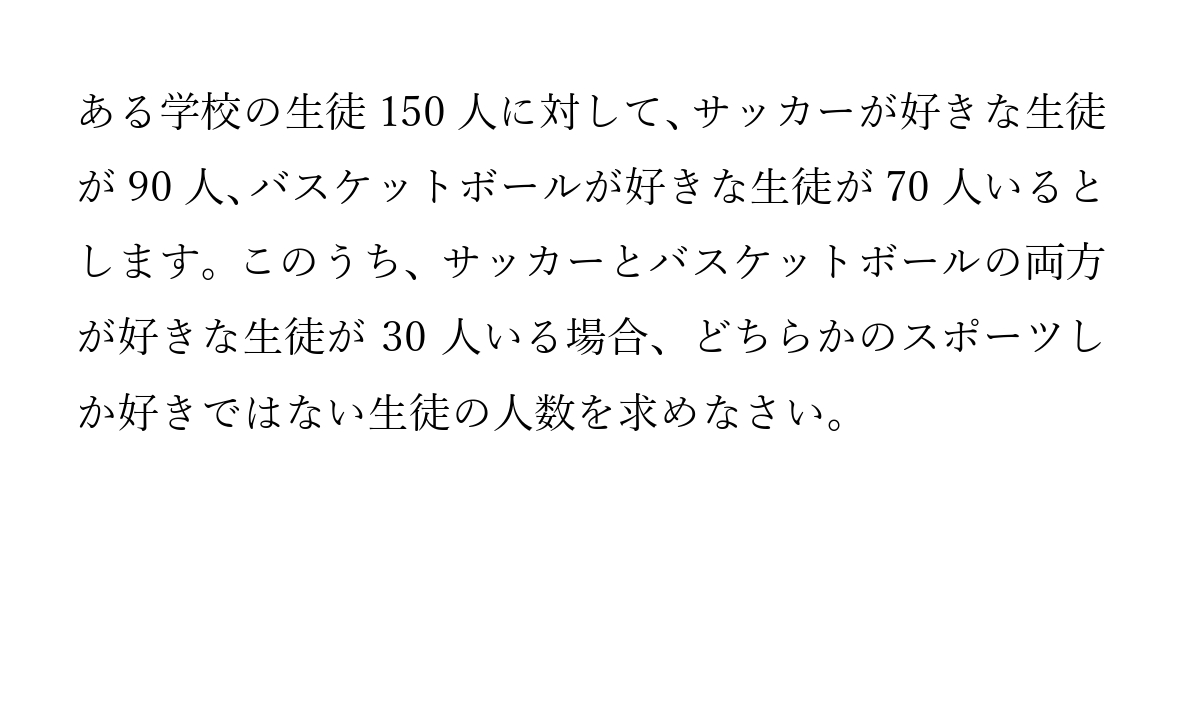 ある学校の生徒 150 人に対して、サッカーが好きな生徒
が 90 人、バスケットボールが好きな生徒が 70 人いると
します。このうち、サッカーとバスケットボールの両方
が好きな生徒が 30 人いる場合、どちらかのスポーツし
か好きではない生徒の人数を求めなさい。